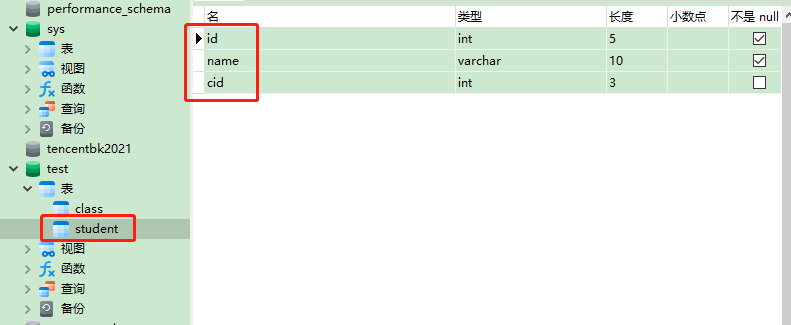 performance_schema
sys
表
视图
函数
查询
备份
tencentbk2021
test
表
class
student
视图
函数
查询
备份
名 类型 长度 小数点 不是 null
id int 5
name varchar 10
cid int 3